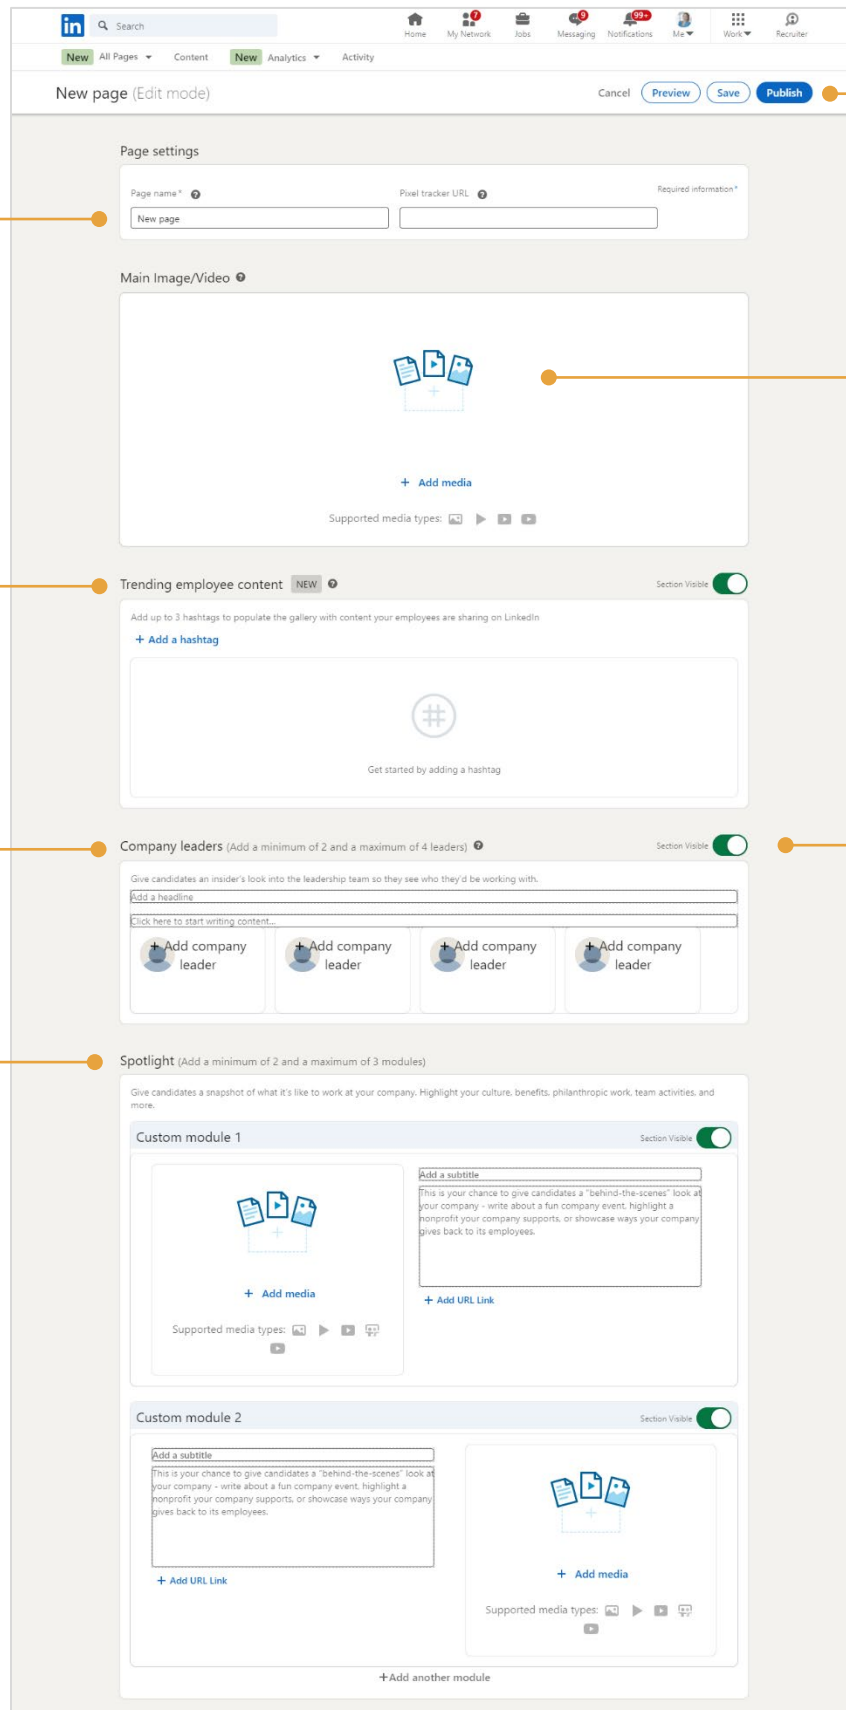 in Search
7 9 99+
Home My Network Jobs Messaging Notifications Me Work Recruiter
New All Pages Content New Analytics Activity
New page (Edit mode) Cancel Preview Save Publish
Page settings
Page name* Pixel tracker URL Required information*
New page
Main Image/Video
+ Add media
Supported media types:
Trending employee content NEW Section Visible
Add up to 3 hashtags to populate the gallery with content your employees are sharing on LinkedIn
+ Add a hashtag
#
Get started by adding a hashtag
Company leaders (Add a minimum of 2 and a maximum of 4 leaders) Section Visible
Give candidates an insider's look into the leadership team so they see who they'd be working with.
Add a headline
Click here to start writing content...
+ Add company + Add company + Add company + Add company
leader leader leader leader
Spotlight (Add a minimum of 2 and a maximum of 3 modules)
Give candidates a snapshot of what it's like to work at your company. Highlight your culture, benefits, philanthropic work, team activities, and
more.
Custom module 1 Section Visible
Add a subtitle
This is your chance to give candidates a "behind-the-scenes" look at
your company - write about a fun company event, highlight a
nonprofit your company supports, or showcase ways your company
gives back to its employees.
+ Add media
+ Add URL Link
Supported media types:
Custom module 2 Section Visible
Add a subtitle
This is your chance to give candidates a "behind-the-scenes" look at
your company - write about a fun company event, highlight a
nonprofit your company supports, or showcase ways your company
gives back to its employees.
+ Add media
+ Add URL Link
Supported media types:
+Add another module